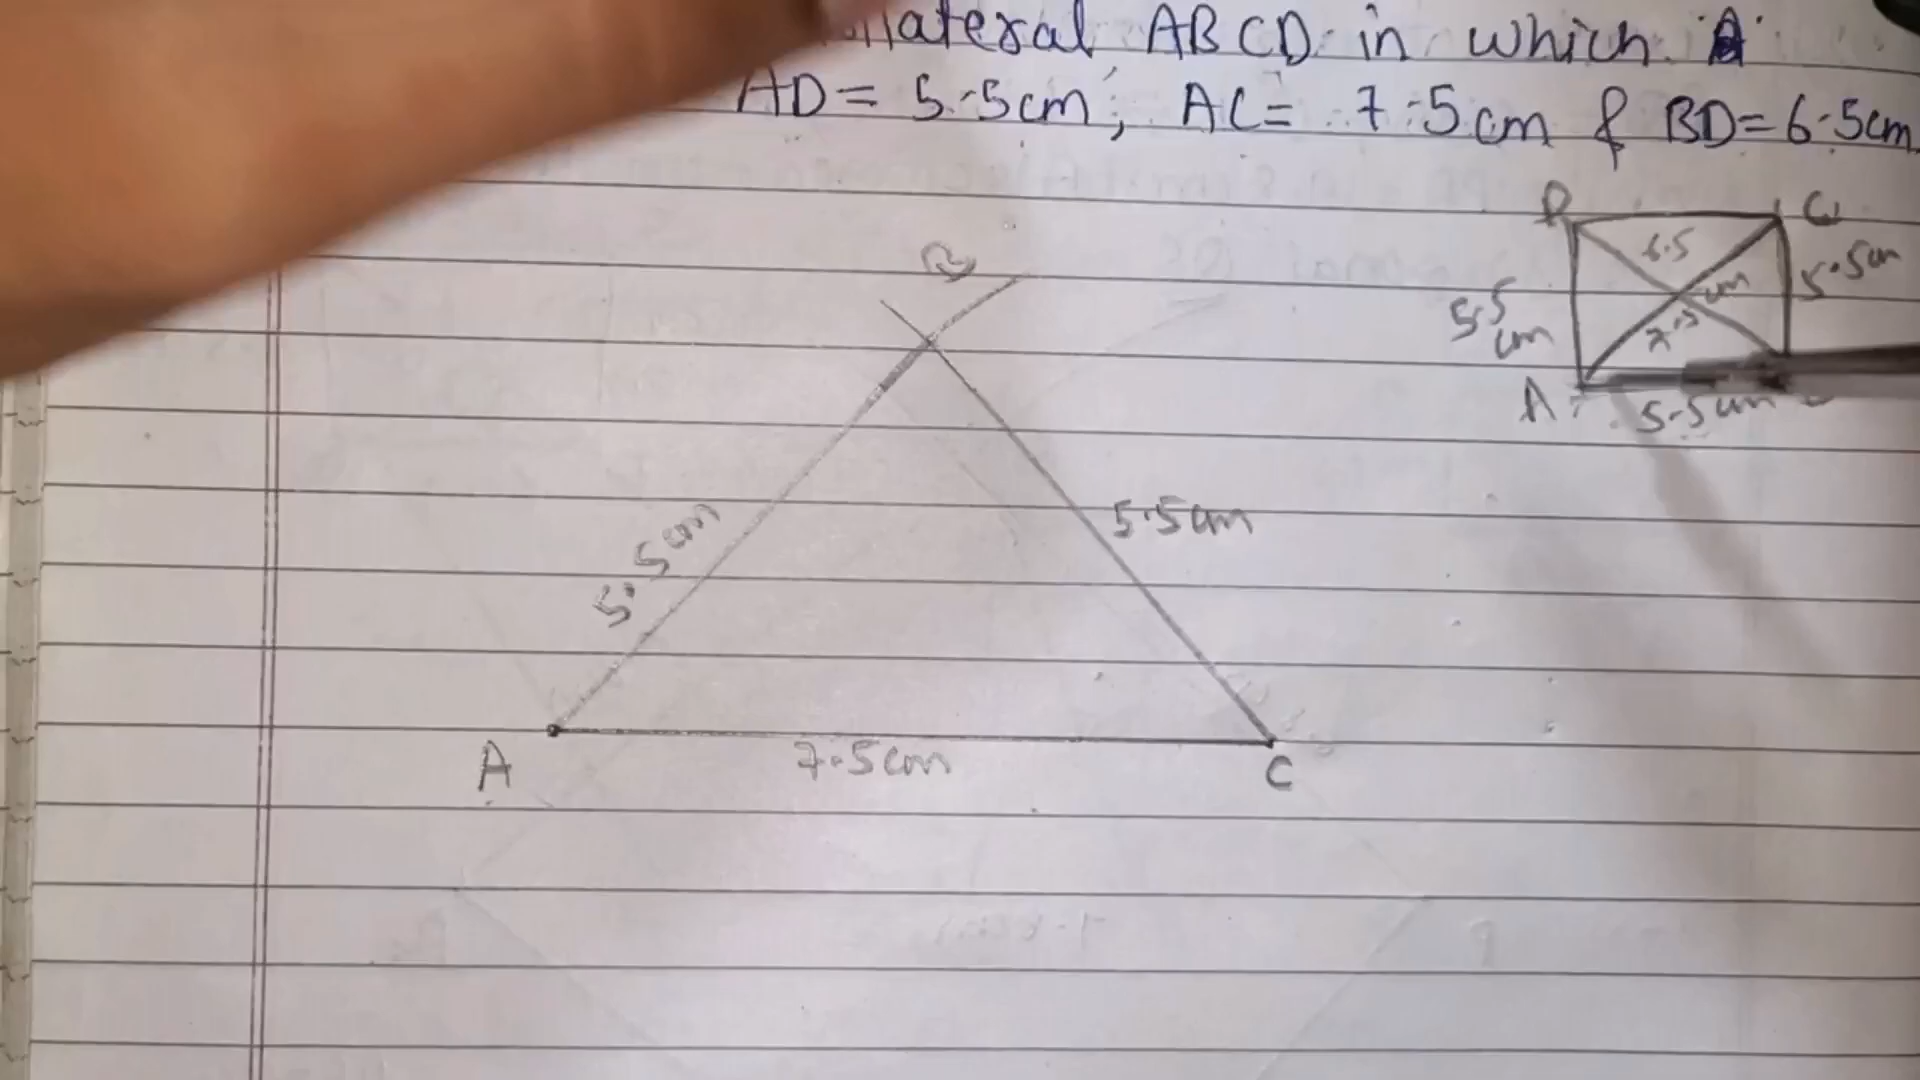 lateral ABCD in which A
AD = 5.5cm, AC = 7.5cm & BD=6.5cm
D C
6.5
5.5cm
5.5
cm
7.5 cm
A
5.5cm
B
5.5cm
5.5cm
A
7.5cm
C